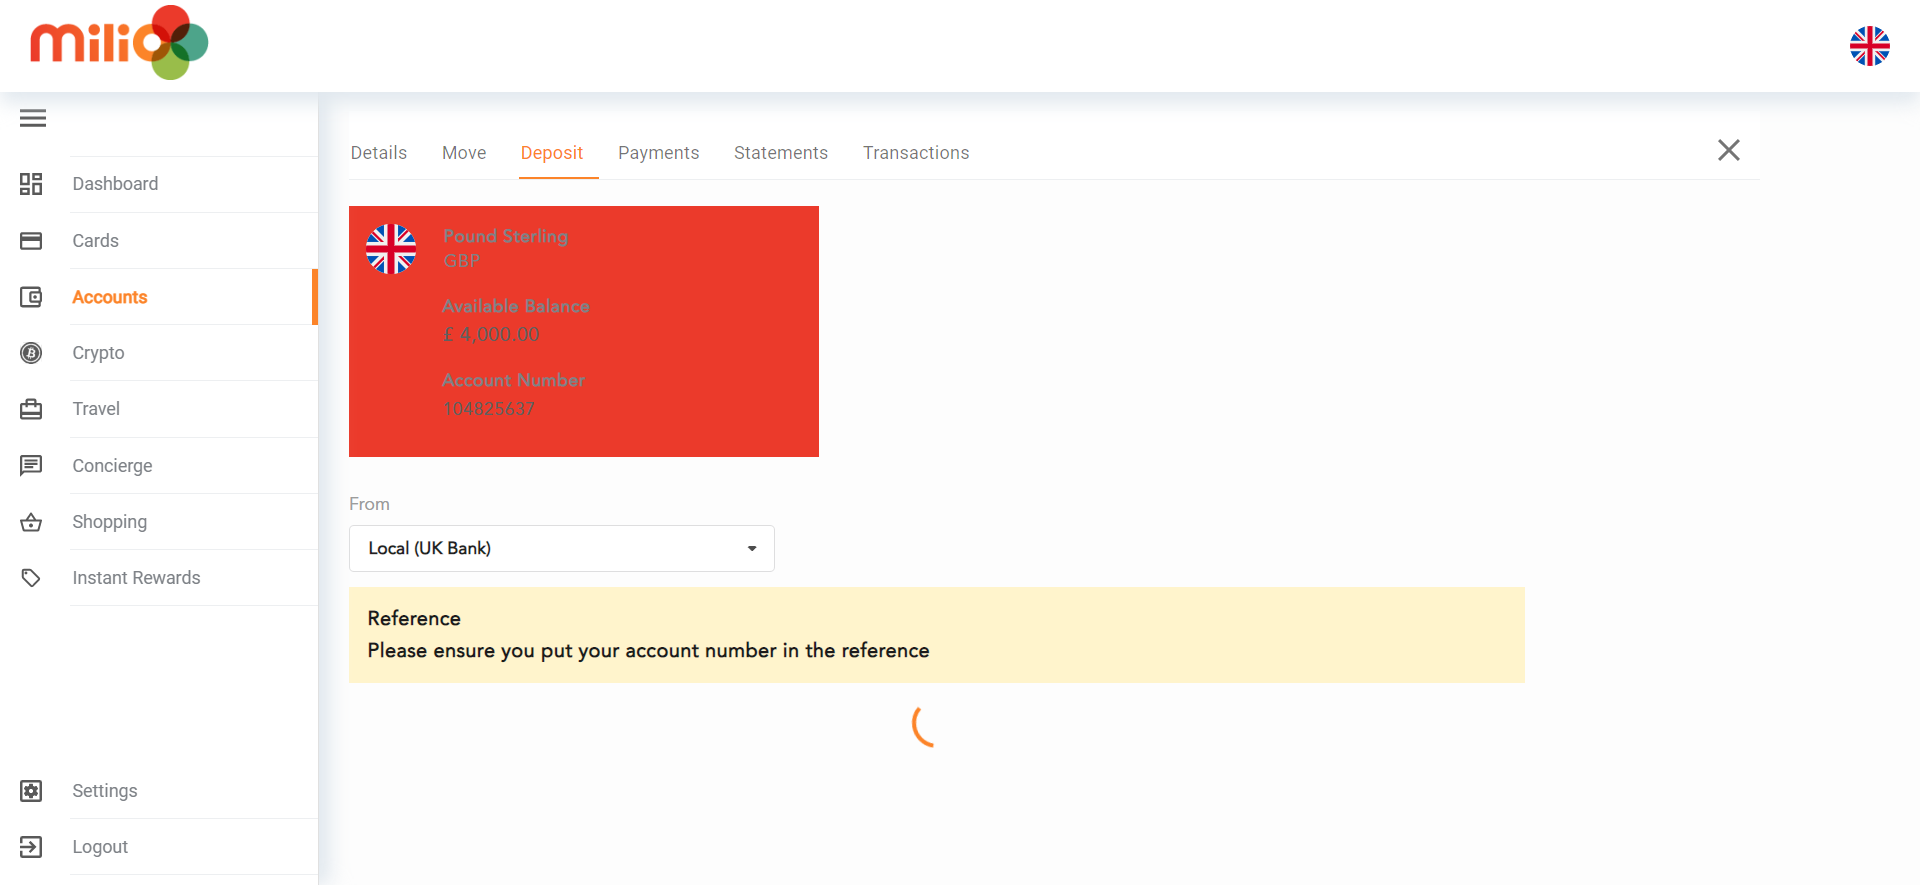 milio
Details Move Deposit Payments Statements Transactions
Dashboard
Cards
Accounts
Crypto
Travel
Concierge
Shopping
Instant Rewards
Settings
Logout
Pound Sterling
GBP
Available Balance
£ 4,000.00
Account Number
104825637
From
Local (UK Bank)
Reference
Please ensure you put your account number in the reference